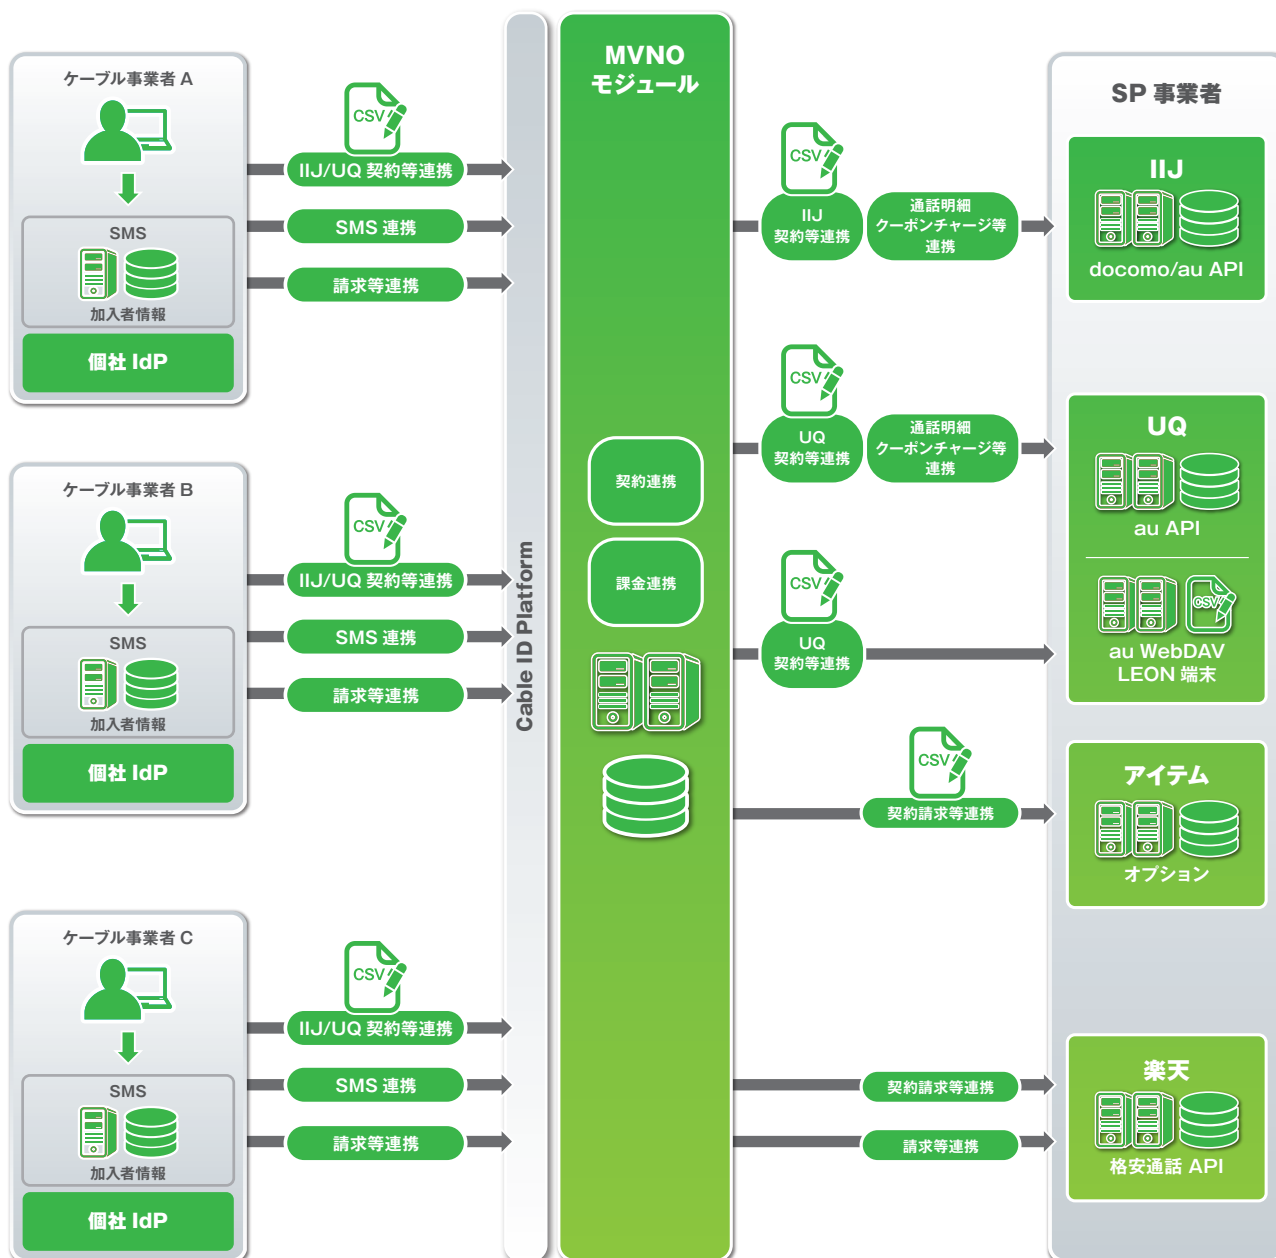 ケーブル事業者 A
SMS
加入者情報
個社 IdP
CSV
IIJ/UQ 契約等連携
SMS 連携
請求等連携
ケーブル事業者 B
SMS
加入者情報
個社 IdP
CSV
IIJ/UQ 契約等連携
SMS 連携
請求等連携
ケーブル事業者 C
SMS
加入者情報
個社 IdP
CSV
IIJ/UQ 契約等連携
SMS 連携
請求等連携
Cable ID Platform
MVNO
モジュール
契約連携
課金連携
CSV
IIJ
契約等連携
通話明細
クーポンチャージ等
連携
CSV
UQ
契約等連携
通話明細
クーポンチャージ等
連携
CSV
UQ
契約等連携
CSV
契約請求等連携
契約請求等連携
請求等連携
SP 事業者
IIJ
docomo/au API
UQ
au API
CSV
au WebDAV
LEON 端末
アイテム
オプション
楽天
格安通話 API